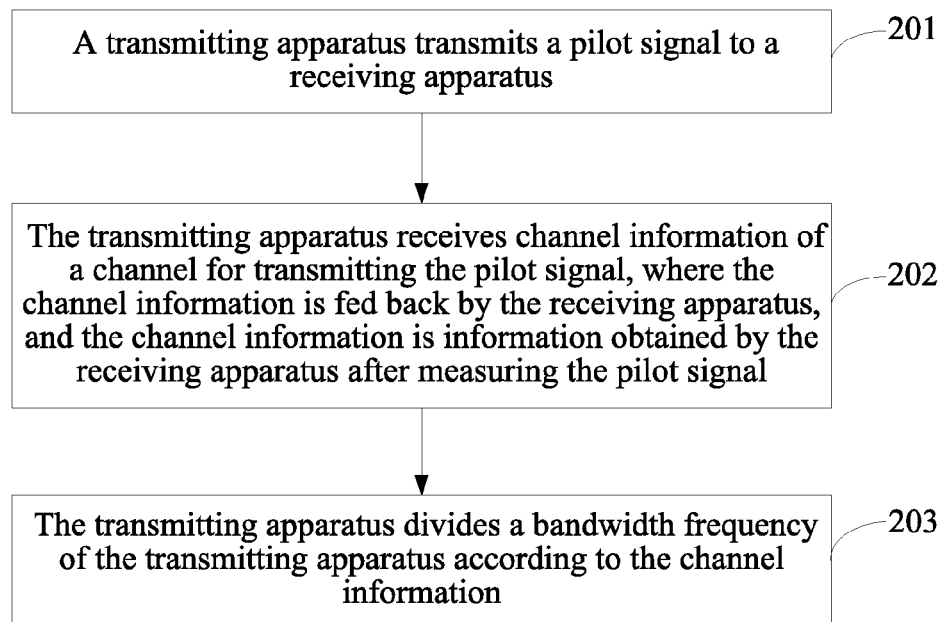 A transmitting apparatus transmits a pilot signal to a
receiving apparatus
201
The transmitting apparatus receives channel information of
a channel for transmitting the pilot signal, where the
channel information is fed back by the receiving apparatus,
and the channel information is information obtained by the
receiving apparatus after measuring the pilot signal
202
The transmitting apparatus divides a bandwidth frequency
of the transmitting apparatus according to the channel
information
203